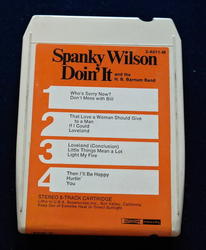 Spanky Wilson
Doin' It and the
H. B. Barnum Band
1
Who's Sorry Now?
Don't Mess with Bill
2
That Love a Woman Should Give
to a Man
If I Could
Loveland
3
Loveland (Conclusion)
Little Things Mean a Lot
Light My Fire
4
Then I'll Be Happy
Hurtin'
You
STEREO 8-TRACK CARTRIDGE